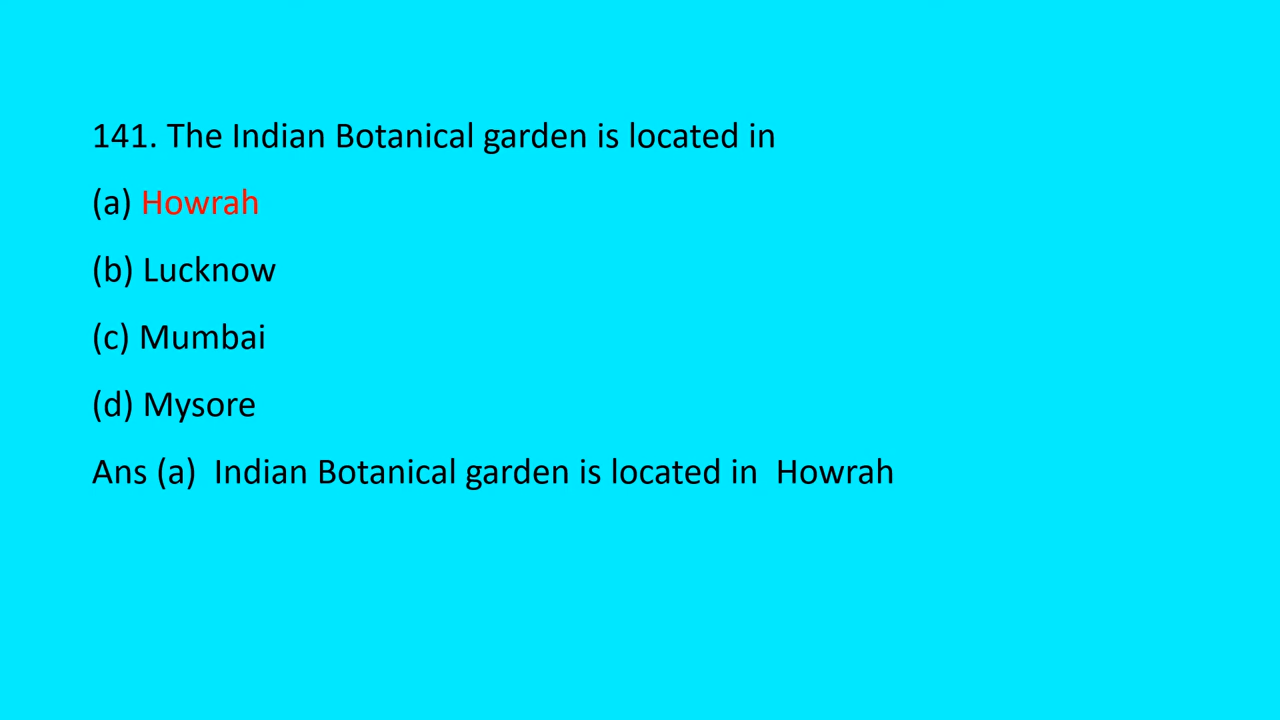 141. The Indian Botanical garden is located in
(a) Howrah
(b) Lucknow
(c) Mumbai
(d) Mysore
Ans (a)  Indian Botanical garden is located in  Howrah